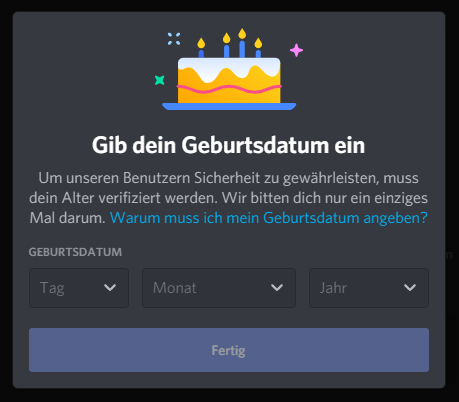 Gib dein Geburtsdatum ein
Um unseren Benutzern Sicherheit zu gewährleisten, muss
dein Alter verifiziert werden. Wir bitten dich nur ein einziges
Mal darum. Warum muss ich mein Geburtsdatum angeben?
GEBURTSDATUM
Tag Monat Jahr
Fertig